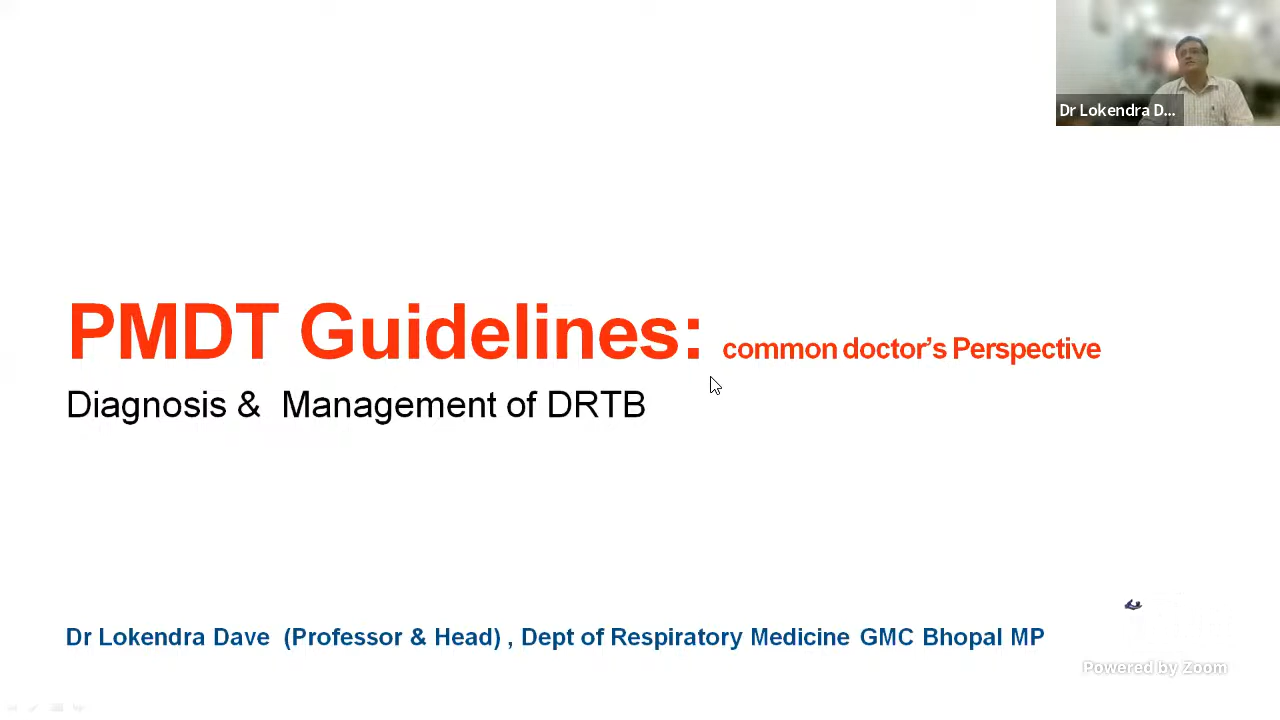 Dr Lokendra D...
PMDT Guidelines: common doctor's Perspective
Diagnosis & Management of DRTB
Dr Lokendra Dave (Professor & Head) , Dept of Respiratory Medicine GMC Bhopal MP
Powered by Zoom